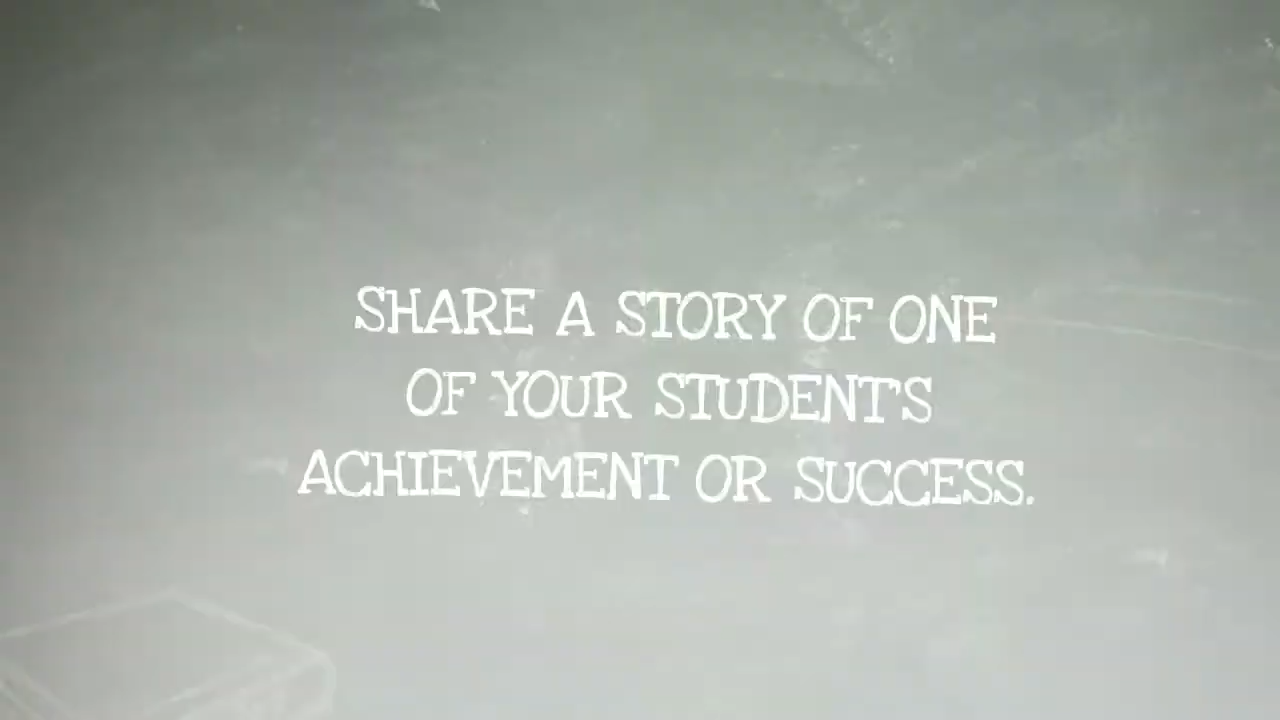 SHARE A STORY OF ONE
OF YOUR STUDENT'S
ACHIEVEMENT OR SUCCESS.